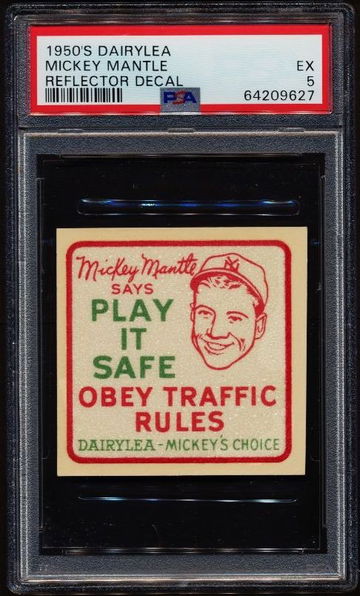 1950'S DAIRYLEA
MICKEY MANTLE EX
REFLECTOR DECAL 5
PSA 64209627
Mickey Mantle
NY
SAYS
PLAY
IT
SAFE
OBEY TRAFFIC
RULES
DAIRYLEA-MICKEY'S CHOICE